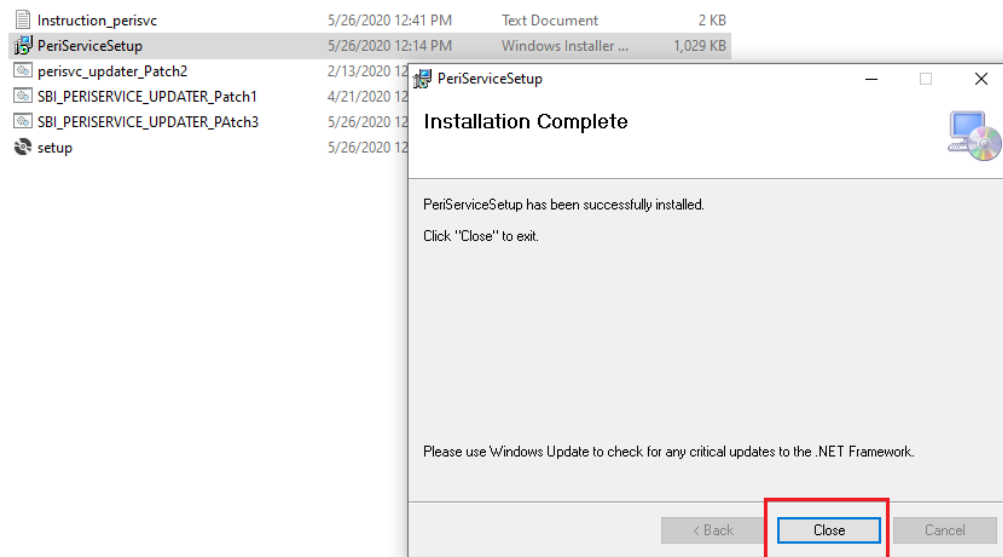 Instruction_perisvc 5/26/2020 12:41 PM Text Document 2 KB
PeriServiceSetup 5/26/2020 12:14 PM Windows Installer ... 1,029 KB
perisvc_updater_Patch2 2/13/2020 12
SBI_PERISERVICE_UPDATER_Patch1 4/21/2020 12
SBI_PERISERVICE_UPDATER_PAtch3 5/26/2020 12
setup 5/26/2020 12
PeriServiceSetup
Installation Complete
PeriServiceSetup has been successfully installed.
Click "Close" to exit.
Please use Windows Update to check for any critical updates to the .NET Framework.
< Back Close Cancel